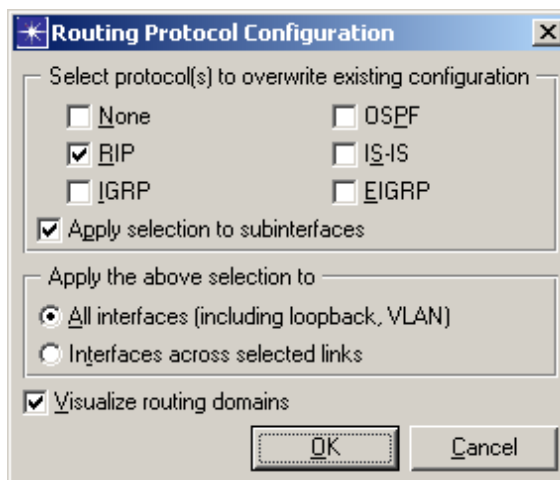 Routing Protocol Configuration
Select protocol(s) to overwrite existing configuration
None
OSPF
RIP
IS-IS
IGRP
EIGRP
Apply selection to subinterfaces
Apply the above selection to
All interfaces (including loopback, VLAN)
Interfaces across selected links
Visualize routing domains
OK
Cancel